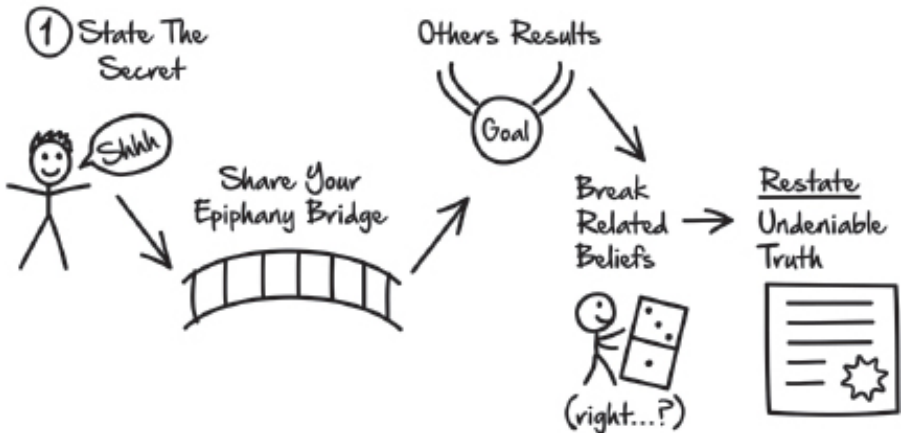 1 State The
Secret
Shhh
Share Your
Epiphany Bridge
Others Results
Goal
Break
Related
Beliefs
(right...?)
Restate
Undeniable
Truth